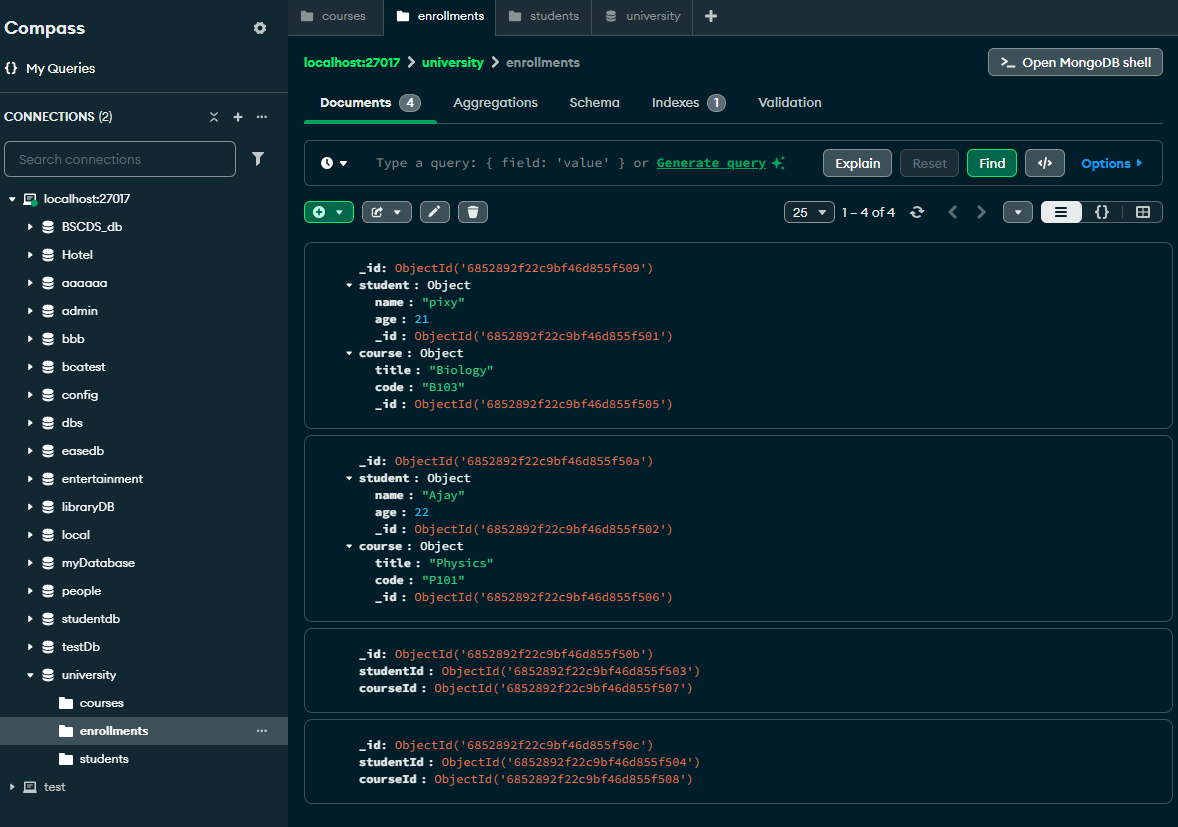 Compass
{} My Queries
CONNECTIONS (2)
Search connections
localhost:27017
BSCDS_db
Hotel
aaaaaa
admin
bbb
bcatest
config
dbs
easedb
entertainment
libraryDB
local
myDatabase
people
studentdb
testDb
university
courses
enrollments
students
test
courses enrollments students university
localhost:27017 > university > enrollments
>_ Open MongoDB shell
Documents 4 Aggregations Schema Indexes 1 Validation
Type a query: { field: 'value' } or Generate query
Explain Reset Find </> Options
25 1 – 4 of 4 {}
_id: ObjectId('6852892f22c9bf46d855f509')
student : Object
name : "pixy"
age : 21
_id : ObjectId('6852892f22c9bf46d855f501')
course : Object
title : "Biology"
code : "B103"
_id : ObjectId('6852892f22c9bf46d855f505')
_id: ObjectId('6852892f22c9bf46d855f50a')
student : Object
name : "Ajay"
age : 22
_id : ObjectId('6852892f22c9bf46d855f502')
course : Object
title : "Physics"
code : "P101"
_id : ObjectId('6852892f22c9bf46d855f506')
_id: ObjectId('6852892f22c9bf46d855f50b')
studentId : ObjectId('6852892f22c9bf46d855f503')
courseId : ObjectId('6852892f22c9bf46d855f507')
_id: ObjectId('6852892f22c9bf46d855f50c')
studentId : ObjectId('6852892f22c9bf46d855f504')
courseId : ObjectId('6852892f22c9bf46d855f508')